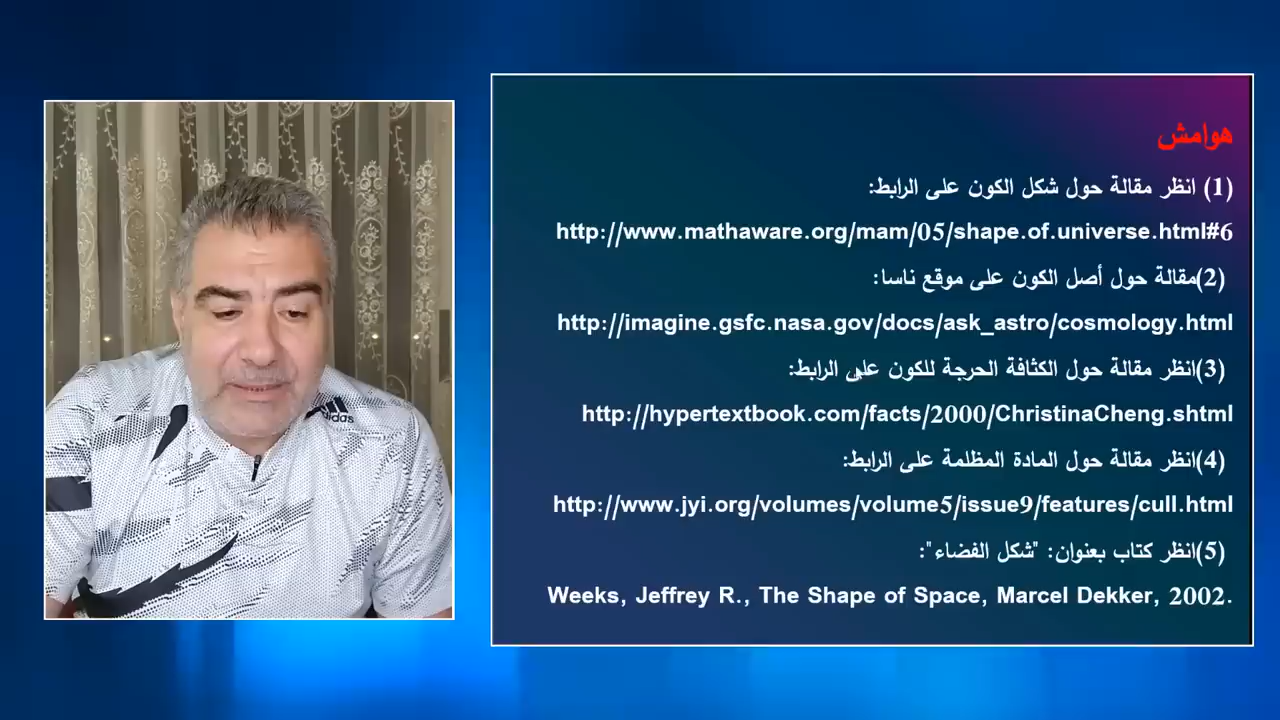 هوامش
(1) انظر مقالة حول شكل الكون على الرابط:
http://www.mathaware.org/mam/05/shape.of.universe.html#6
(2)مقالة حول أصل الكون على موقع ناسا:
http://imagine.gsfc.nasa.gov/docs/ask_astro/cosmology.html
(3)انظر مقالة حول الكثافة الحرجة للكون على الرابط:
http://hypertextbook.com/facts/2000/ChristinaCheng.shtml
(4)انظر مقالة حول المادة المظلمة على الرابط:
http://www.jyi.org/volumes/volume5/issue9/features/cull.html
(5)انظر كتاب بعنوان: "شكل الفضاء":
Weeks, Jeffrey R., The Shape of Space, Marcel Dekker, 2002.
adidas